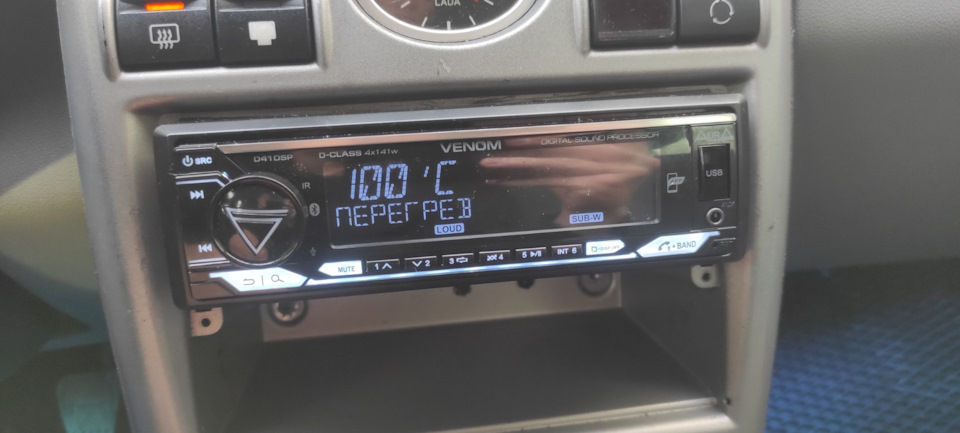 LADA
SRC
D41DSP
D-CLASS 4x141w
VENOM
DIGITAL SOUND PROCESSOR
IR
100 'C
ПЕРЕГРЕВ
LOUD
SUB-W
USB
MUTE
1
2
3
4
5
INT 6
+BAND